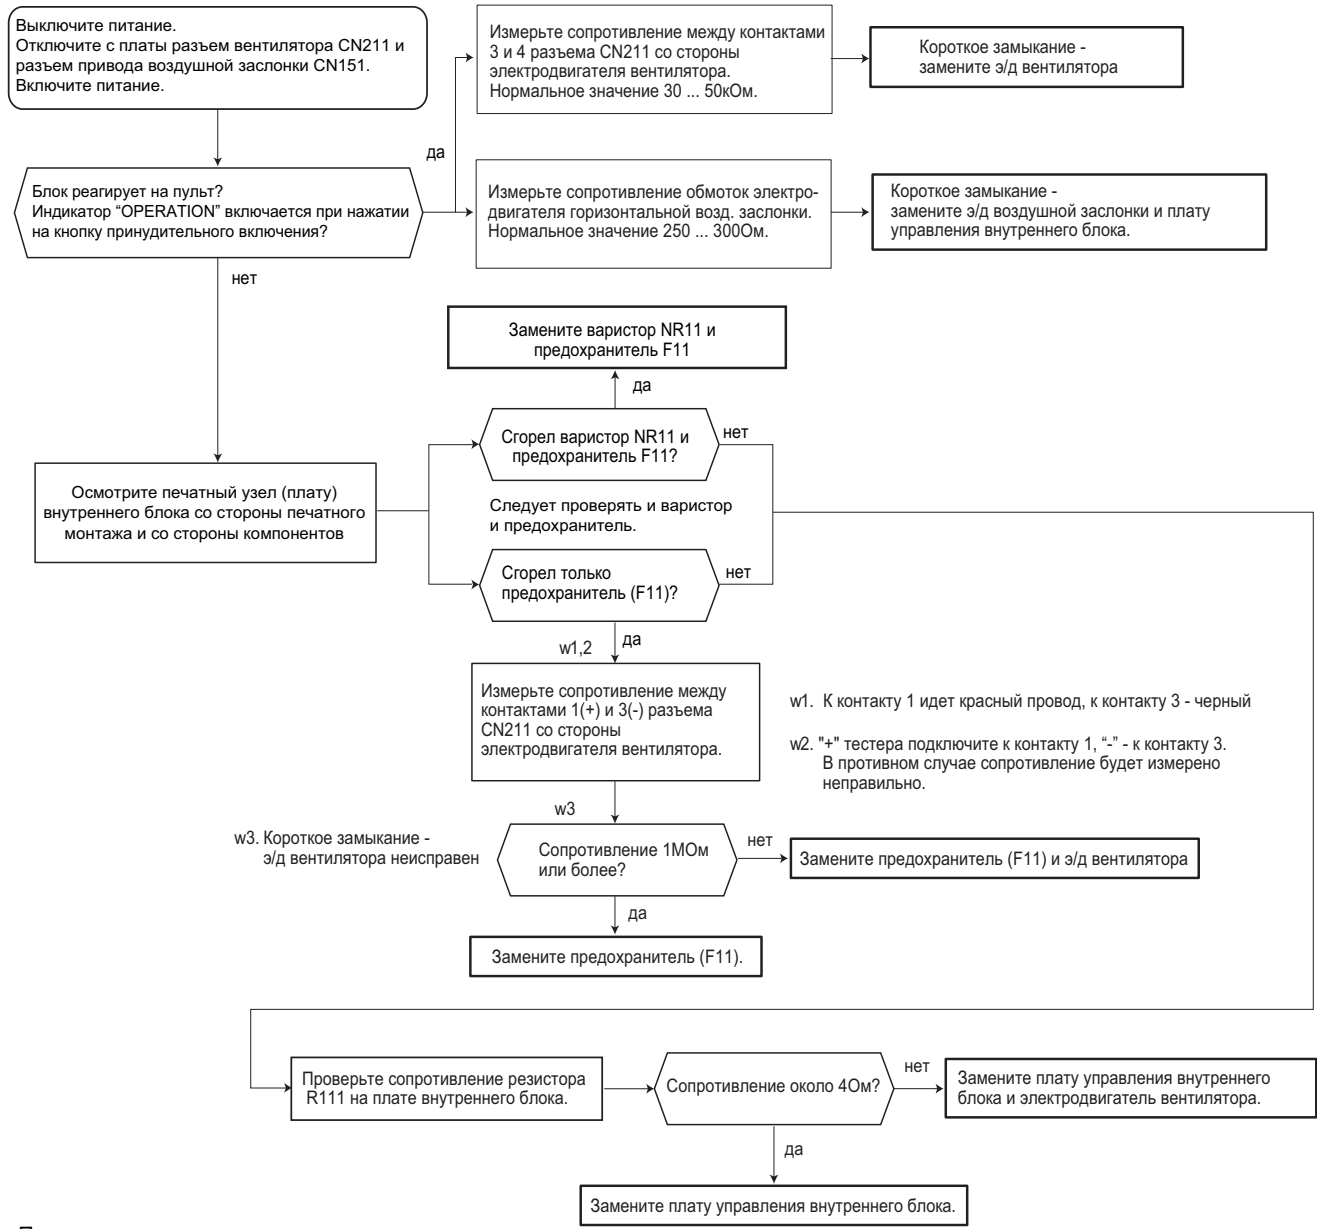 Выключите питание.
Отключите с платы разъем вентилятора CN211 и
разъем привода воздушной заслонки CN151.
Включите питание.
Измерьте сопротивление между контактами
3 и 4 разъема CN211 со стороны
электродвигателя вентилятора.
Нормальное значение 30 ... 50кОм.
Короткое замыкание -
замените э/д вентилятора
да
Блок реагирует на пульт?
Индикатор “OPERATION” включается при нажатии
на кнопку принудительного включения?
Измерьте сопротивление обмоток электро-
двигателя горизонтальной возд. заслонки.
Нормальное значение 250 ... 300Ом.
Короткое замыкание -
замените э/д воздушной заслонки и плату
управления внутреннего блока.
нет
Замените варистор NR11 и
предохранитель F11
да
Сгорел варистор NR11 и
предохранитель F11?
нет
Осмотрите печатный узел (плату)
внутреннего блока со стороны печатного
монтажа и со стороны компонентов
Следует проверять и варистор
и предохранитель.
Сгорел только
предохранитель (F11)?
нет
да
w1,2
Измерьте сопротивление между
контактами 1(+) и 3(-) разъема
CN211 со стороны
электродвигателя вентилятора.
w1. К контакту 1 идет красный провод, к контакту 3 - черный
w2. "+" тестера подключите к контакту 1, “-” - к контакту 3.
В противном случае сопротивление будет измерено
неправильно.
w3
w3. Короткое замыкание -
э/д вентилятора неисправен
Сопротивление 1МОм
или более?
нет
Замените предохранитель (F11) и э/д вентилятора
да
Замените предохранитель (F11).
Проверьте сопротивление резистора
R111 на плате внутреннего блока.
Сопротивление около 4Ом?
нет
Замените плату управления внутреннего
блока и электродвигатель вентилятора.
да
Замените плату управления внутреннего блока.